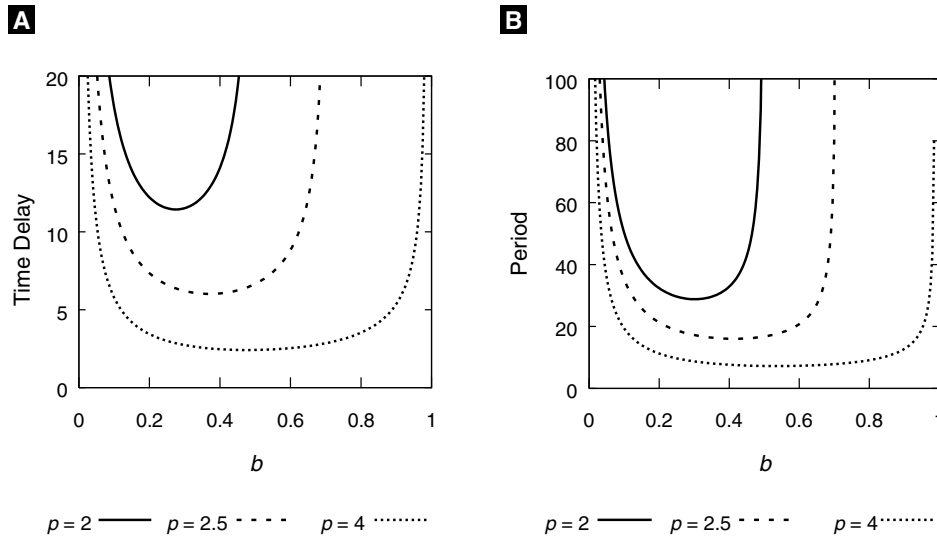 A
B
20
15
10
5
0
Time Delay
0 0.2 0.4 0.6 0.8 1
b
p = 2 p = 2.5 p = 4
100
80
60
40
20
0
Period
0 0.2 0.4 0.6 0.8
b
p = 2 p = 2.5 p = 4